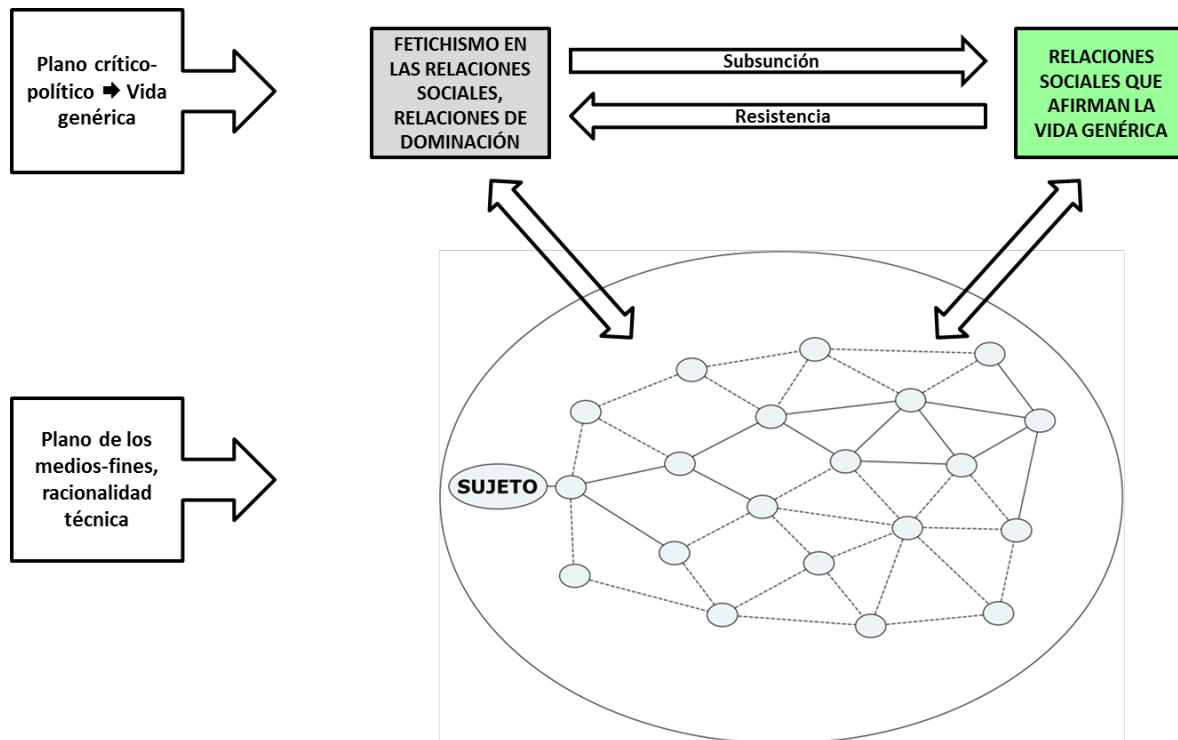 Plano crítico-
político 🡆 Vida
genérica
FETICHISMO EN
LAS RELACIONES
SOCIALES,
RELACIONES DE
DOMINACIÓN
Subsunción
Resistencia
RELACIONES
SOCIALES QUE
AFIRMAN LA
VIDA GENÉRICA
Plano de los
medios-fines,
racionalidad
técnica
SUJETO